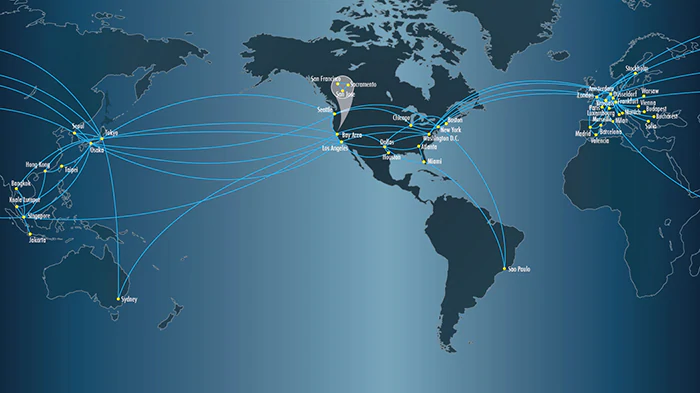 Stockholm
San Francisco
Sacramento
San Jose
Amsterdam
London
Dusseldorf
Frankfurt
Paris
Luxembourg
Warsaw
Vienna
Budapest
Bucharest
Munich
Milan
Sofia
Madrid
Barcelona
Valencia
Seattle
Chicago
Boston
New York
Washington D.C.
Bay Area
Los Angeles
Dallas
Houston
Atlanta
Miami
Seoul
Tokyo
Osaka
Hong Kong
Taipei
Bangkok
Kuala Lumpur
Singapore
Jakarta
Sydney
Sao Paulo